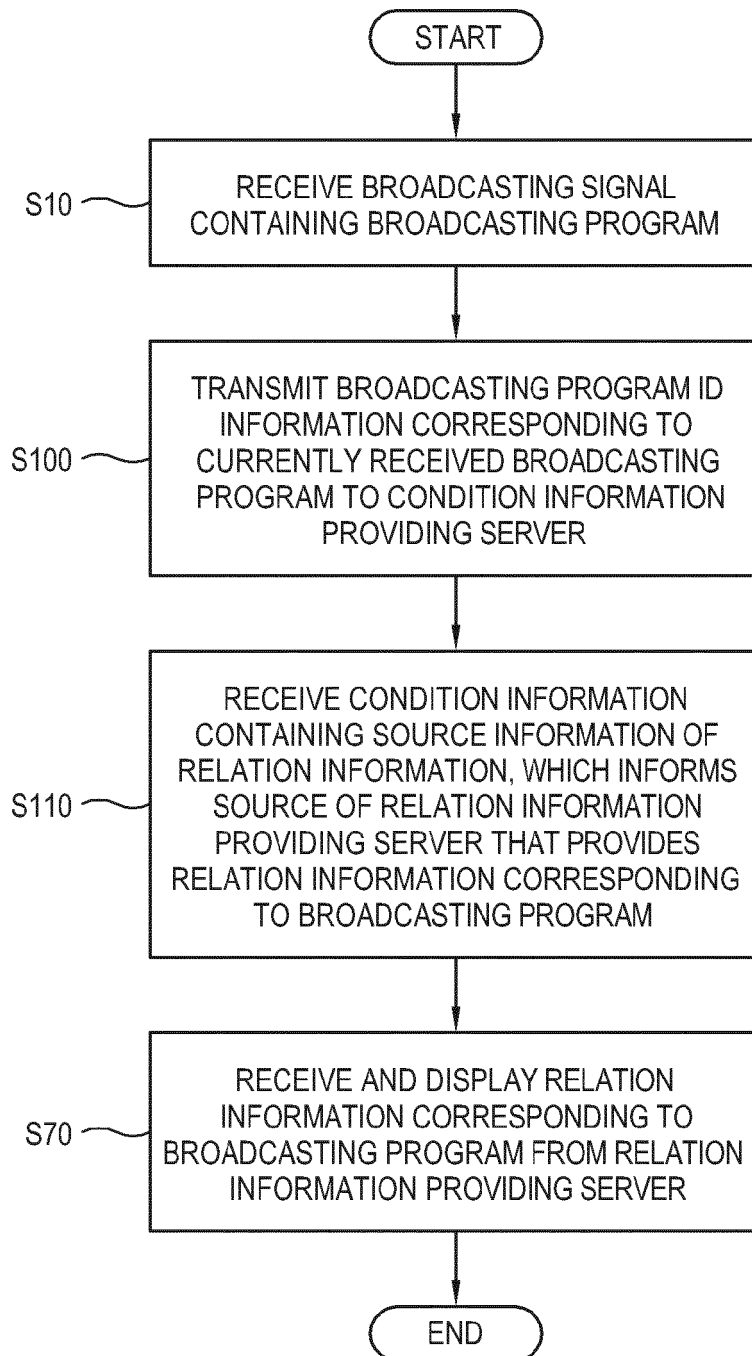 START
S10
RECEIVE BROADCASTING SIGNAL
CONTAINING BROADCASTING PROGRAM
S100
TRANSMIT BROADCASTING PROGRAM ID
INFORMATION CORRESPONDING TO
CURRENTLY RECEIVED BROADCASTING
PROGRAM TO CONDITION INFORMATION
PROVIDING SERVER
S110
RECEIVE CONDITION INFORMATION
CONTAINING SOURCE INFORMATION OF
RELATION INFORMATION, WHICH INFORMS
SOURCE OF RELATION INFORMATION
PROVIDING SERVER THAT PROVIDES
RELATION INFORMATION CORRESPONDING
TO BROADCASTING PROGRAM
S70
RECEIVE AND DISPLAY RELATION
INFORMATION CORRESPONDING TO
BROADCASTING PROGRAM FROM RELATION
INFORMATION PROVIDING SERVER
END